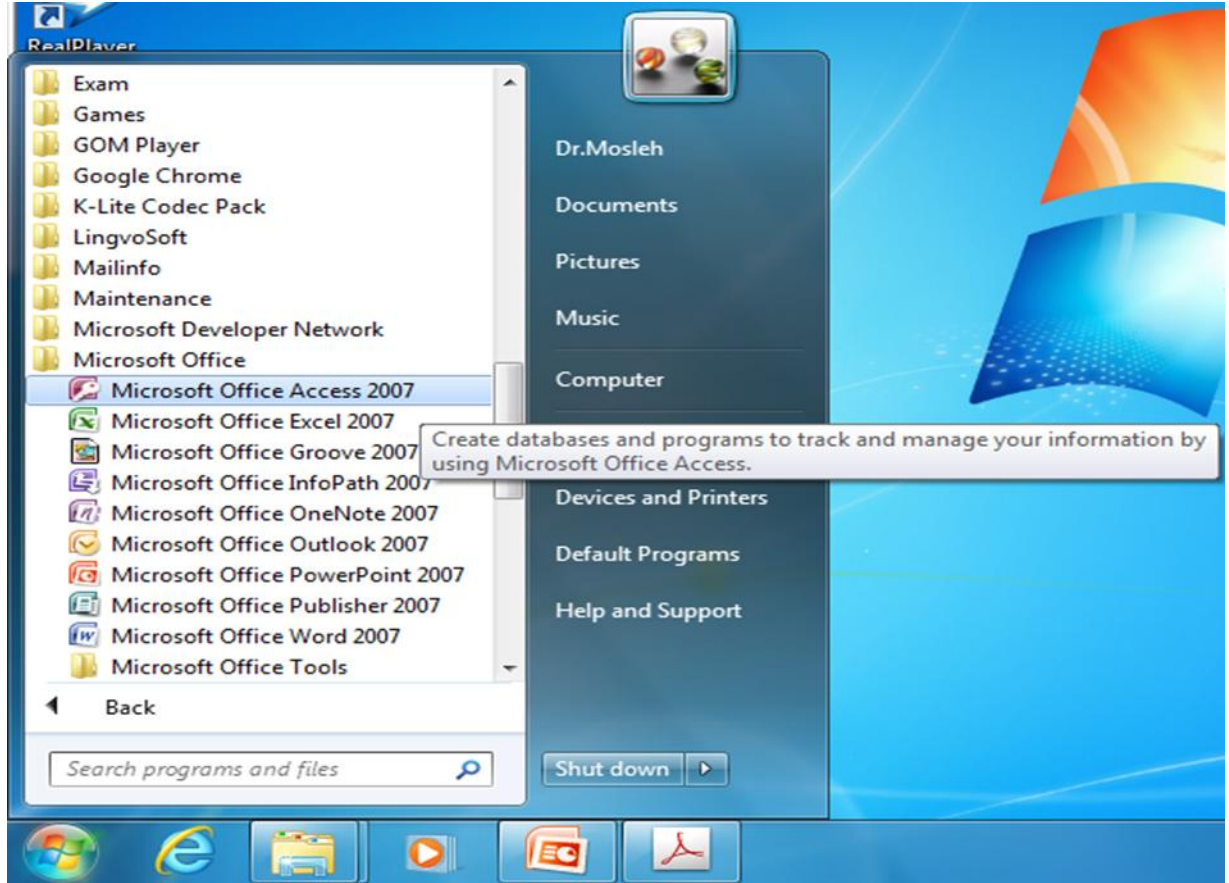 RealPlayer
Exam
Games
GOM Player
Google Chrome
K-Lite Codec Pack
LingvoSoft
Mailinfo
Maintenance
Microsoft Developer Network
Microsoft Office
Microsoft Office Access 2007
Microsoft Office Excel 2007
Microsoft Office Groove 2007
Microsoft Office InfoPath 2007
Microsoft Office OneNote 2007
Microsoft Office Outlook 2007
Microsoft Office PowerPoint 2007
Microsoft Office Publisher 2007
Microsoft Office Word 2007
Microsoft Office Tools
Back
Search programs and files
Dr.Mosleh
Documents
Pictures
Music
Computer
Create databases and programs to track and manage your information by
using Microsoft Office Access.
Devices and Printers
Default Programs
Help and Support
Shut down